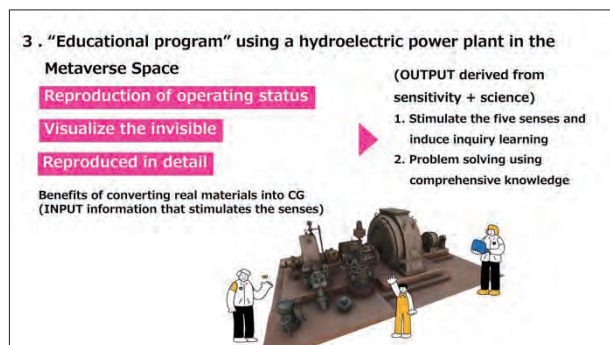 3 . “Educational program” using a hydroelectric power plant in the
Metaverse Space
Reproduction of operating status
Visualize the invisible
Reproduced in detail
Benefits of converting real materials into CG
(INPUT information that stimulates the senses)
(OUTPUT derived from
sensitivity + science)
1. Stimulate the five senses and
induce inquiry learning
2. Problem solving using
comprehensive knowledge